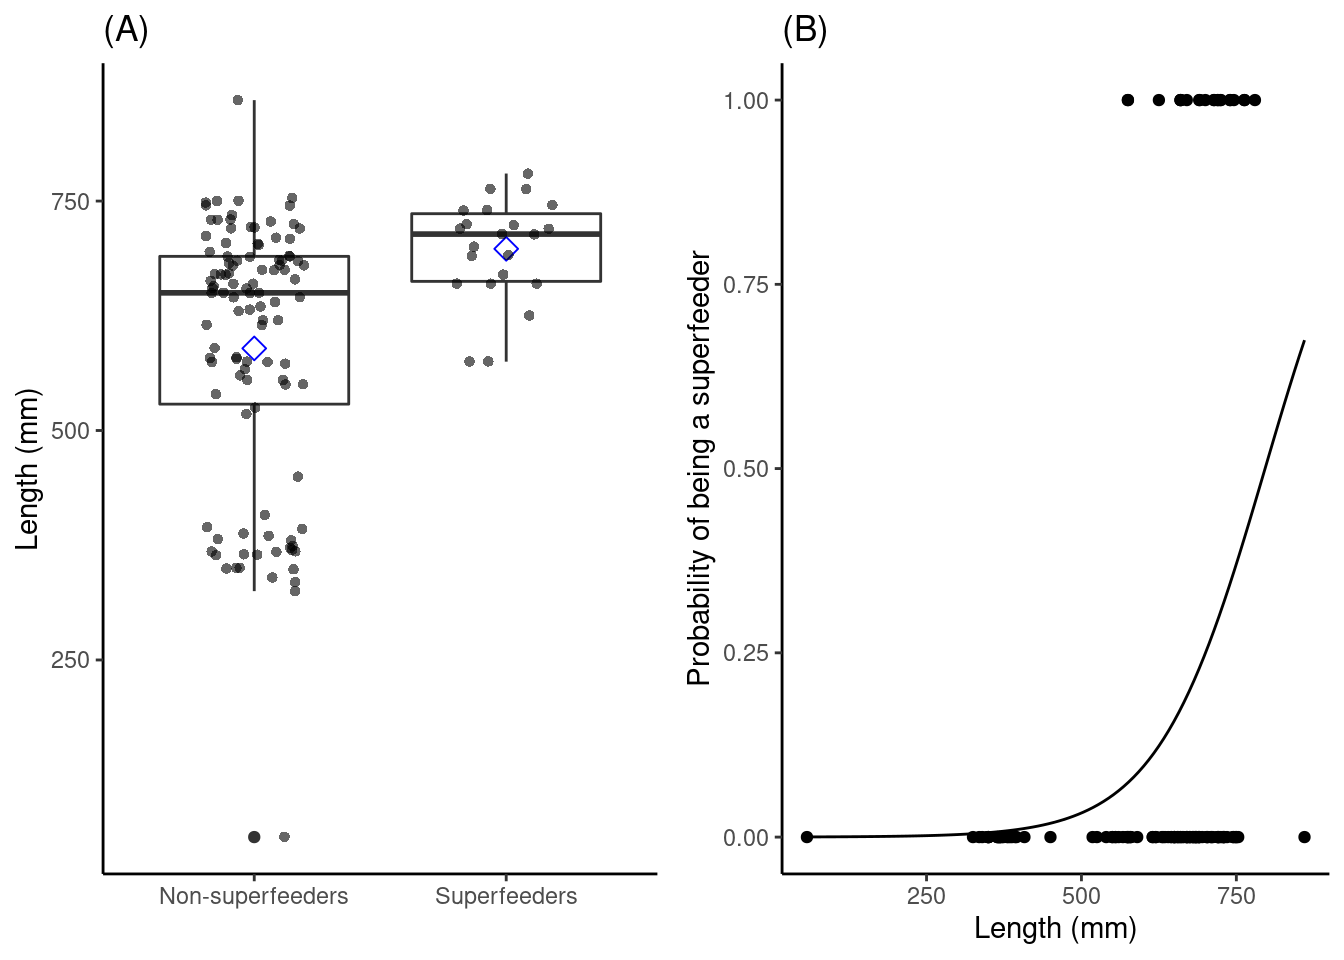 (A)
Length (mm)
750
500
250
Non-superfeeders
Superfeeders
(B)
Probability of being a superfeeder
1.00
0.75
0.50
0.25
0.00
250
500
750
Length (mm)